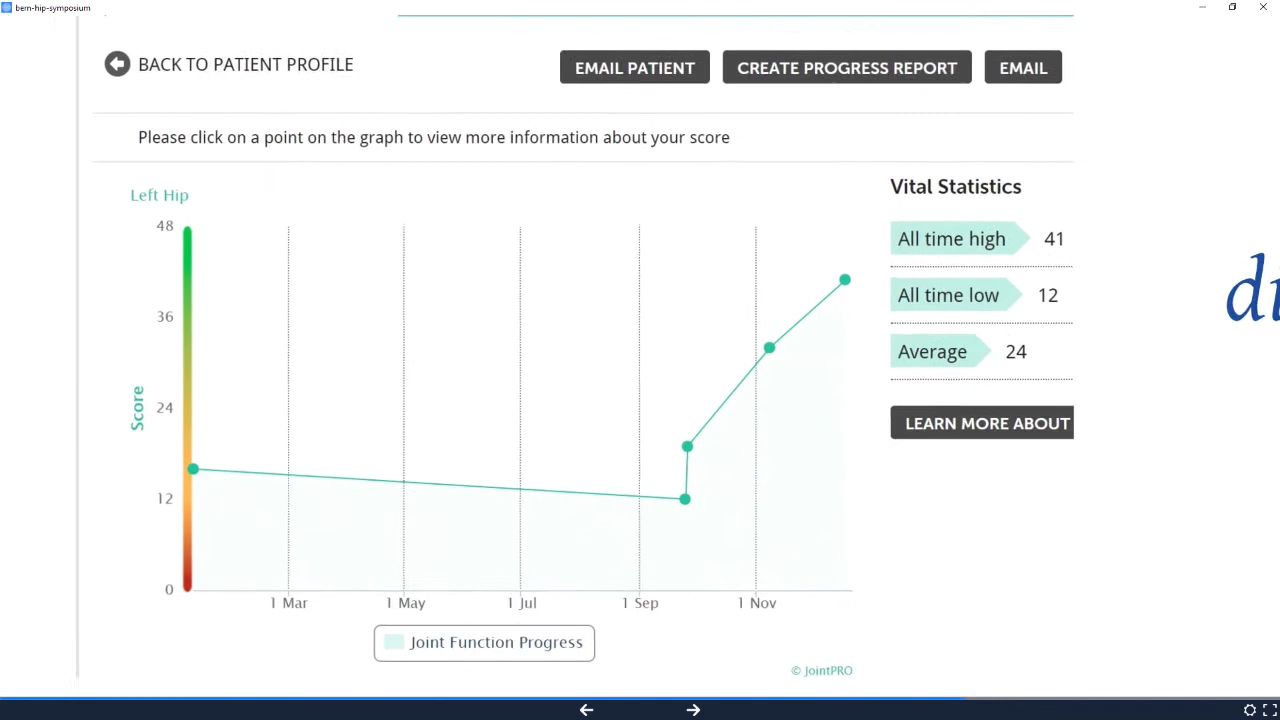 bern-hip-symposium
BACK TO PATIENT PROFILE
EMAIL PATIENT
CREATE PROGRESS REPORT
EMAIL
Please click on a point on the graph to view more information about your score
Left Hip
Score
48
36
24
12
0
1 Mar
1 May
1 Jul
1 Sep
1 Nov
Joint Function Progress
© JointPRO
Vital Statistics
All time high 41
All time low 12
Average 24
LEARN MORE ABOUT